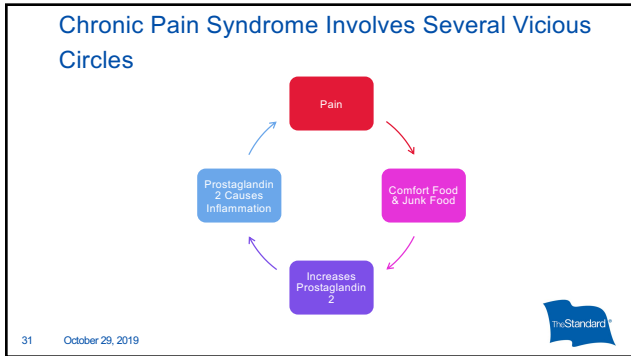 Chronic Pain Syndrome Involves Several Vicious
Circles
Pain
Comfort Food
& Junk Food
Increases
Prostaglandin
2
Prostaglandin
2 Causes
Inflammation
31 October 29, 2019
TheStandard®